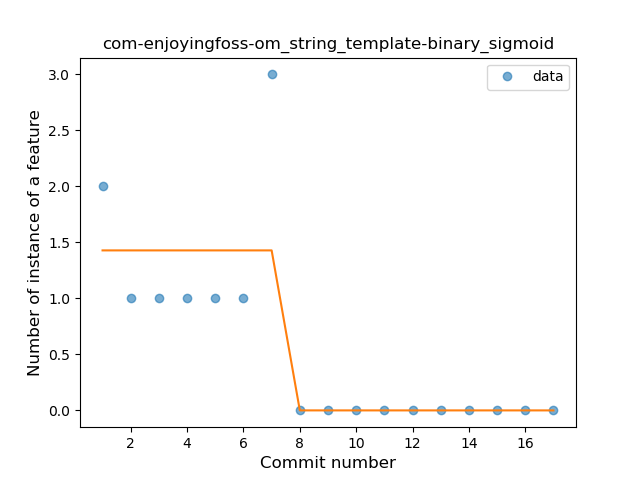 com-enjoyingfoss-om_string_template-binary_sigmoid
data
Number of instance of a feature
3.0
2.5
2.0
1.5
1.0
0.5
0.0
2 4 6 8 10 12 14 16
Commit number